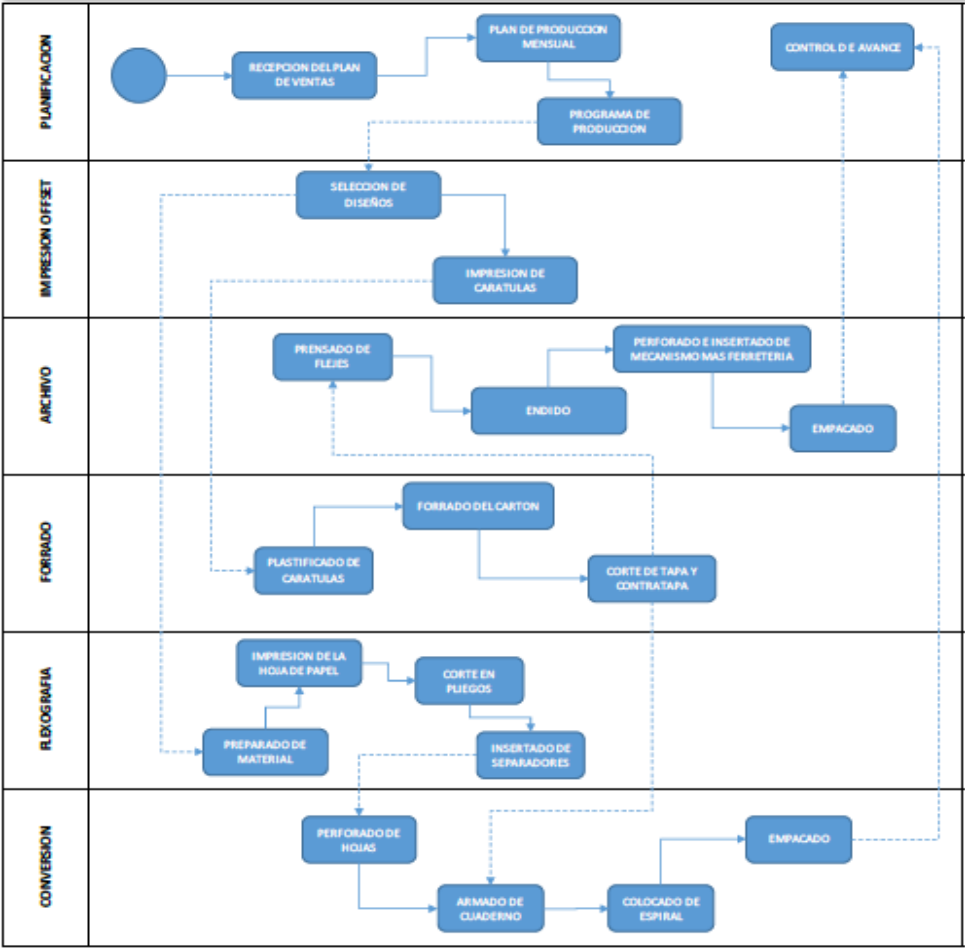 PLANIFICACION
RECEPCION DEL PLAN
DE VENTAS
PLAN DE PRODUCCION
MENSUAL
PROGRAMA DE
PRODUCCION
CONTROL DE AVANCE
IMPRESION OFFSET
SELECCION DE
DISEÑOS
IMPRESION DE
CARATULAS
ARCHIVO
PRENSADO DE
FLEJES
ENDIDO
PERFORADO E INSERTADO DE
MECANISMO MAS FERRETERIA
EMPACADO
FORRADO
PLASTIFICADO DE
CARATULAS
FORRADO DEL CARTON
CORTE DE TAPA Y
CONTRATAPA
FLEXOGRAFIA
PREPARADO DE
MATERIAL
IMPRESION DE LA
HOJA DE PAPEL
CORTE EN
PLIEGOS
INSERTADO DE
SEPARADORES
CONVERSION
PERFORADO DE
HOJAS
ARMADO DE
CUADERNO
COLOCADO DE
ESPIRAL
EMPACADO